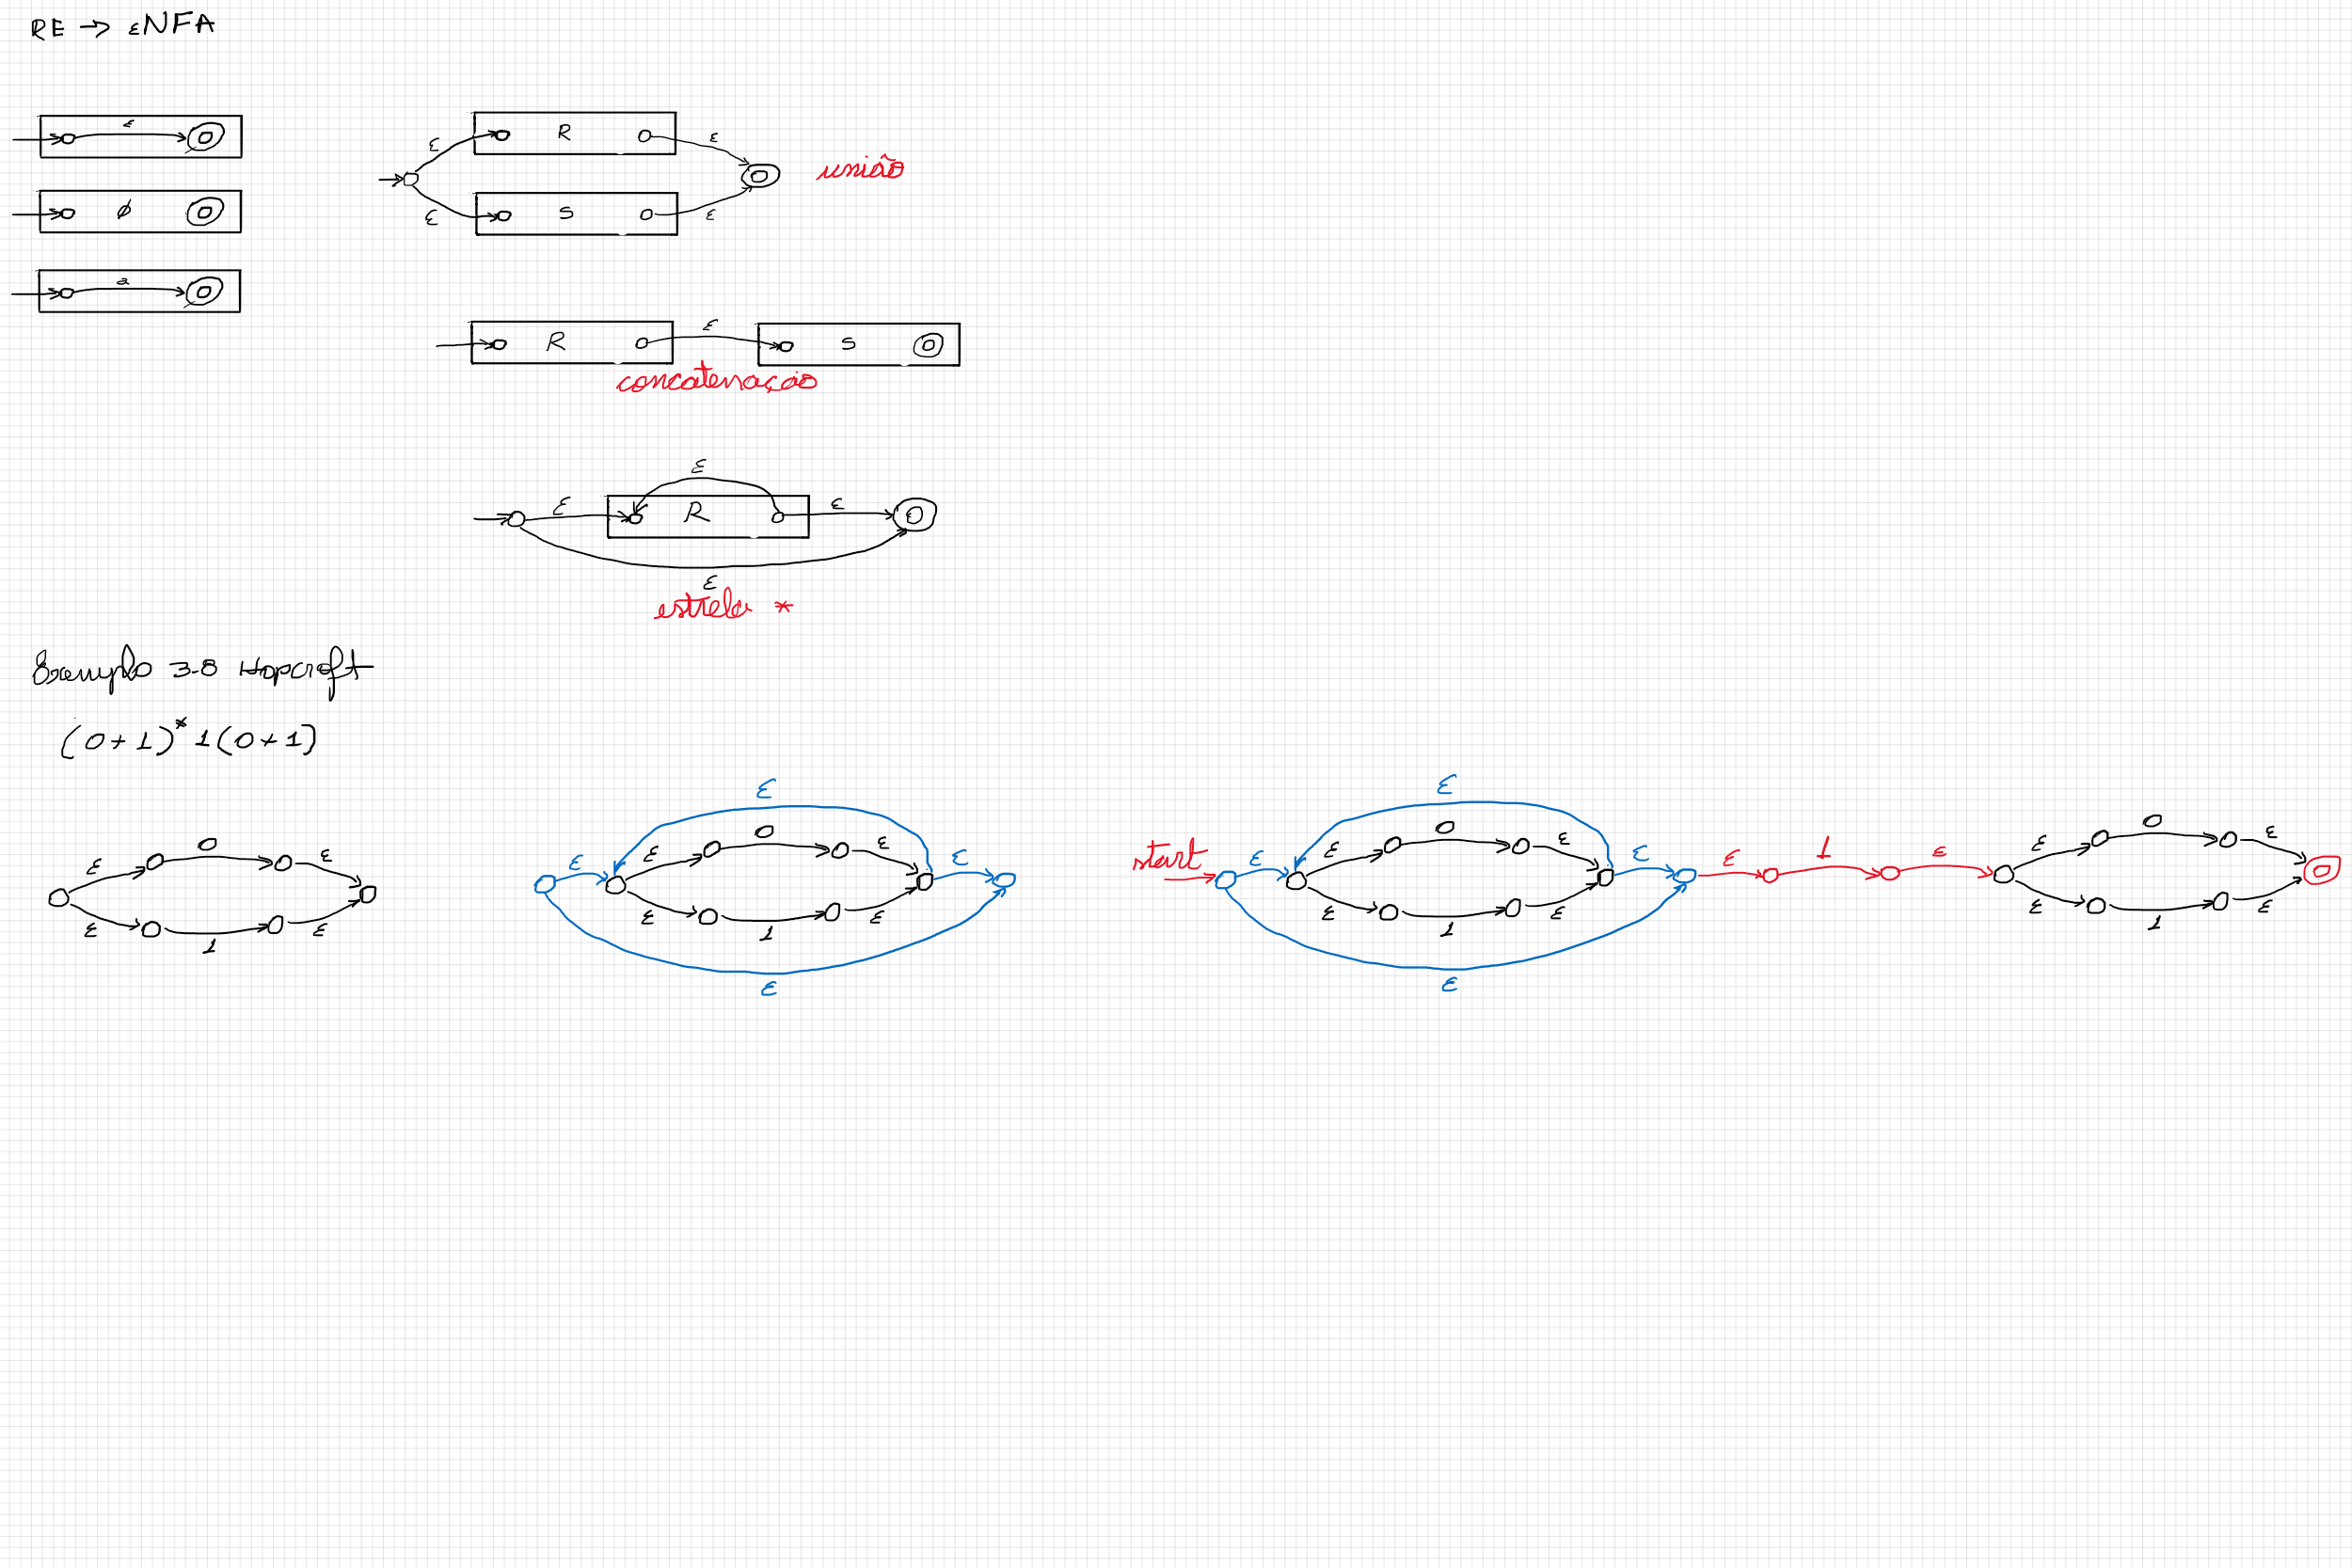 RE → εNFA
ε
ε R ε
união
∅
ε S ε
a
R ε S
concatenação
ε
ε R ε
ε
estrela *
Exemplo 3.8 Hopcroft
(0+1)* 1(0+1)
ε 0 ε
ε 1 ε
ε
ε ε 0 ε ε
ε 1 ε
ε
ε
start ε ε 0 ε ε ε 1 ε ε 0 ε
ε 1 ε ε 1 ε
ε